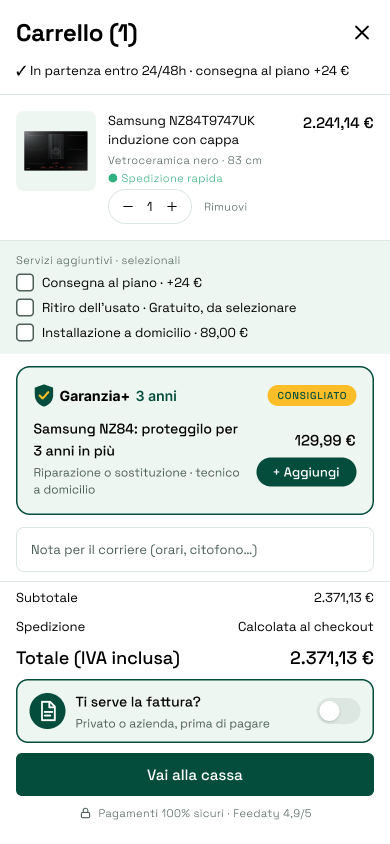 Carrello (1)
✓ In partenza entro 24/48h · consegna al piano +24 €
Samsung NZ84T9747UK
induzione con cappa
2.241,14 €
Vetroceramica nero · 83 cm
Spedizione rapida
− 1 +
Rimuovi
Servizi aggiuntivi · selezionali
Consegna al piano · +24 €
Ritiro dell'usato · Gratuito, da selezionare
Installazione a domicilio · 89,00 €
Garanzia+ 3 anni
CONSIGLIATO
Samsung NZ84: proteggilo per
3 anni in più
129,99 €
Riparazione o sostituzione · tecnico
a domicilio
+ Aggiungi
Nota per il corriere (orari, citofono…)
Subtotale 2.371,13 €
Spedizione Calcolata al checkout
Totale (IVA inclusa) 2.371,13 €
Ti serve la fattura?
Privato o azienda, prima di pagare
Vai alla cassa
Pagamenti 100% sicuri · Feedaty 4,9/5